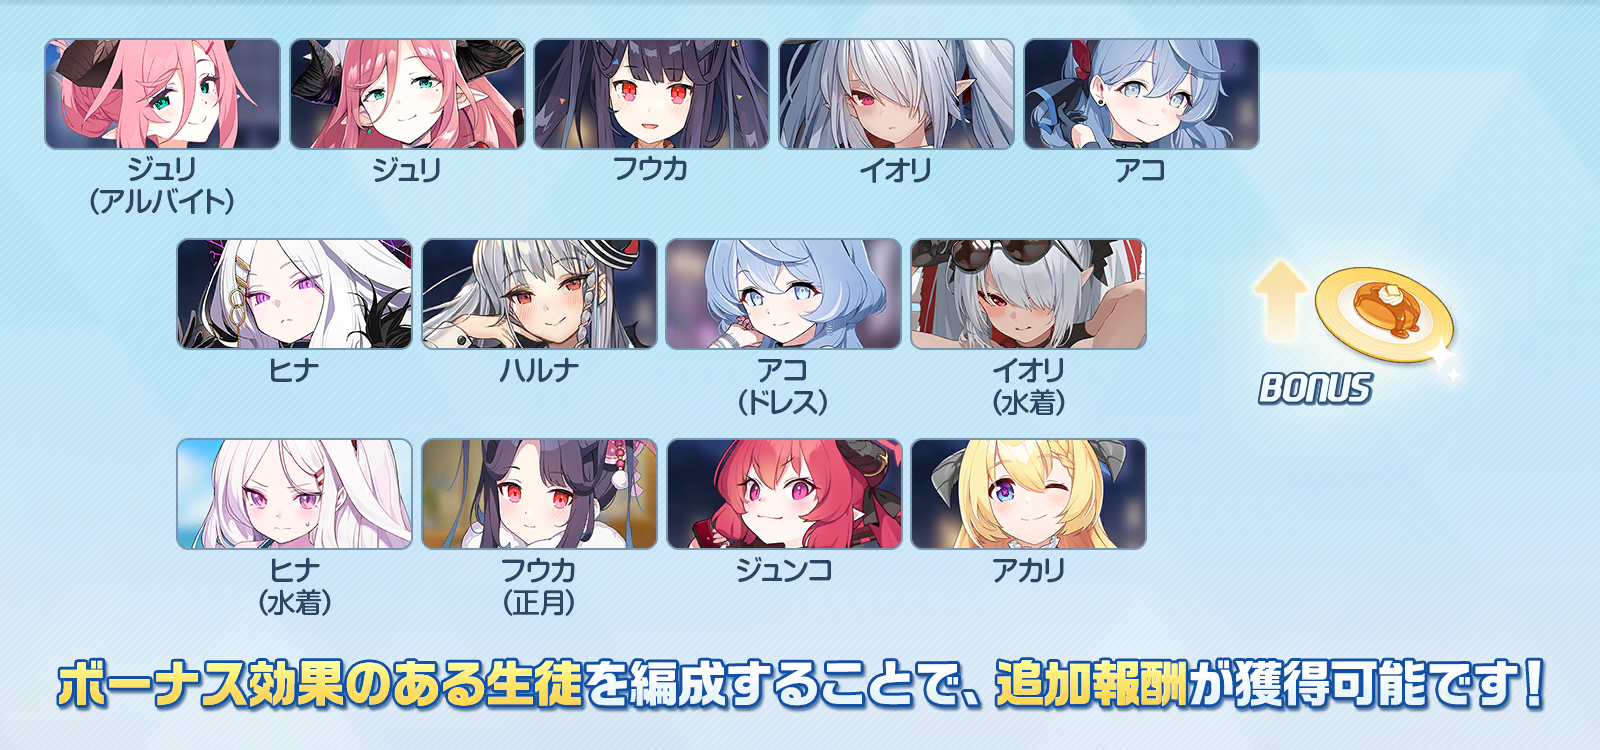 ジュリ
(アルバイト)
ジュリ
フウカ
イオリ
アコ
ヒナ
ハルナ
アコ
(ドレス)
イオリ
(水着)
BONUS
ヒナ
(水着)
フウカ
(正月)
ジュンコ
アカリ
ボーナス効果のある生徒を編成することで、追加報酬が獲得可能です!